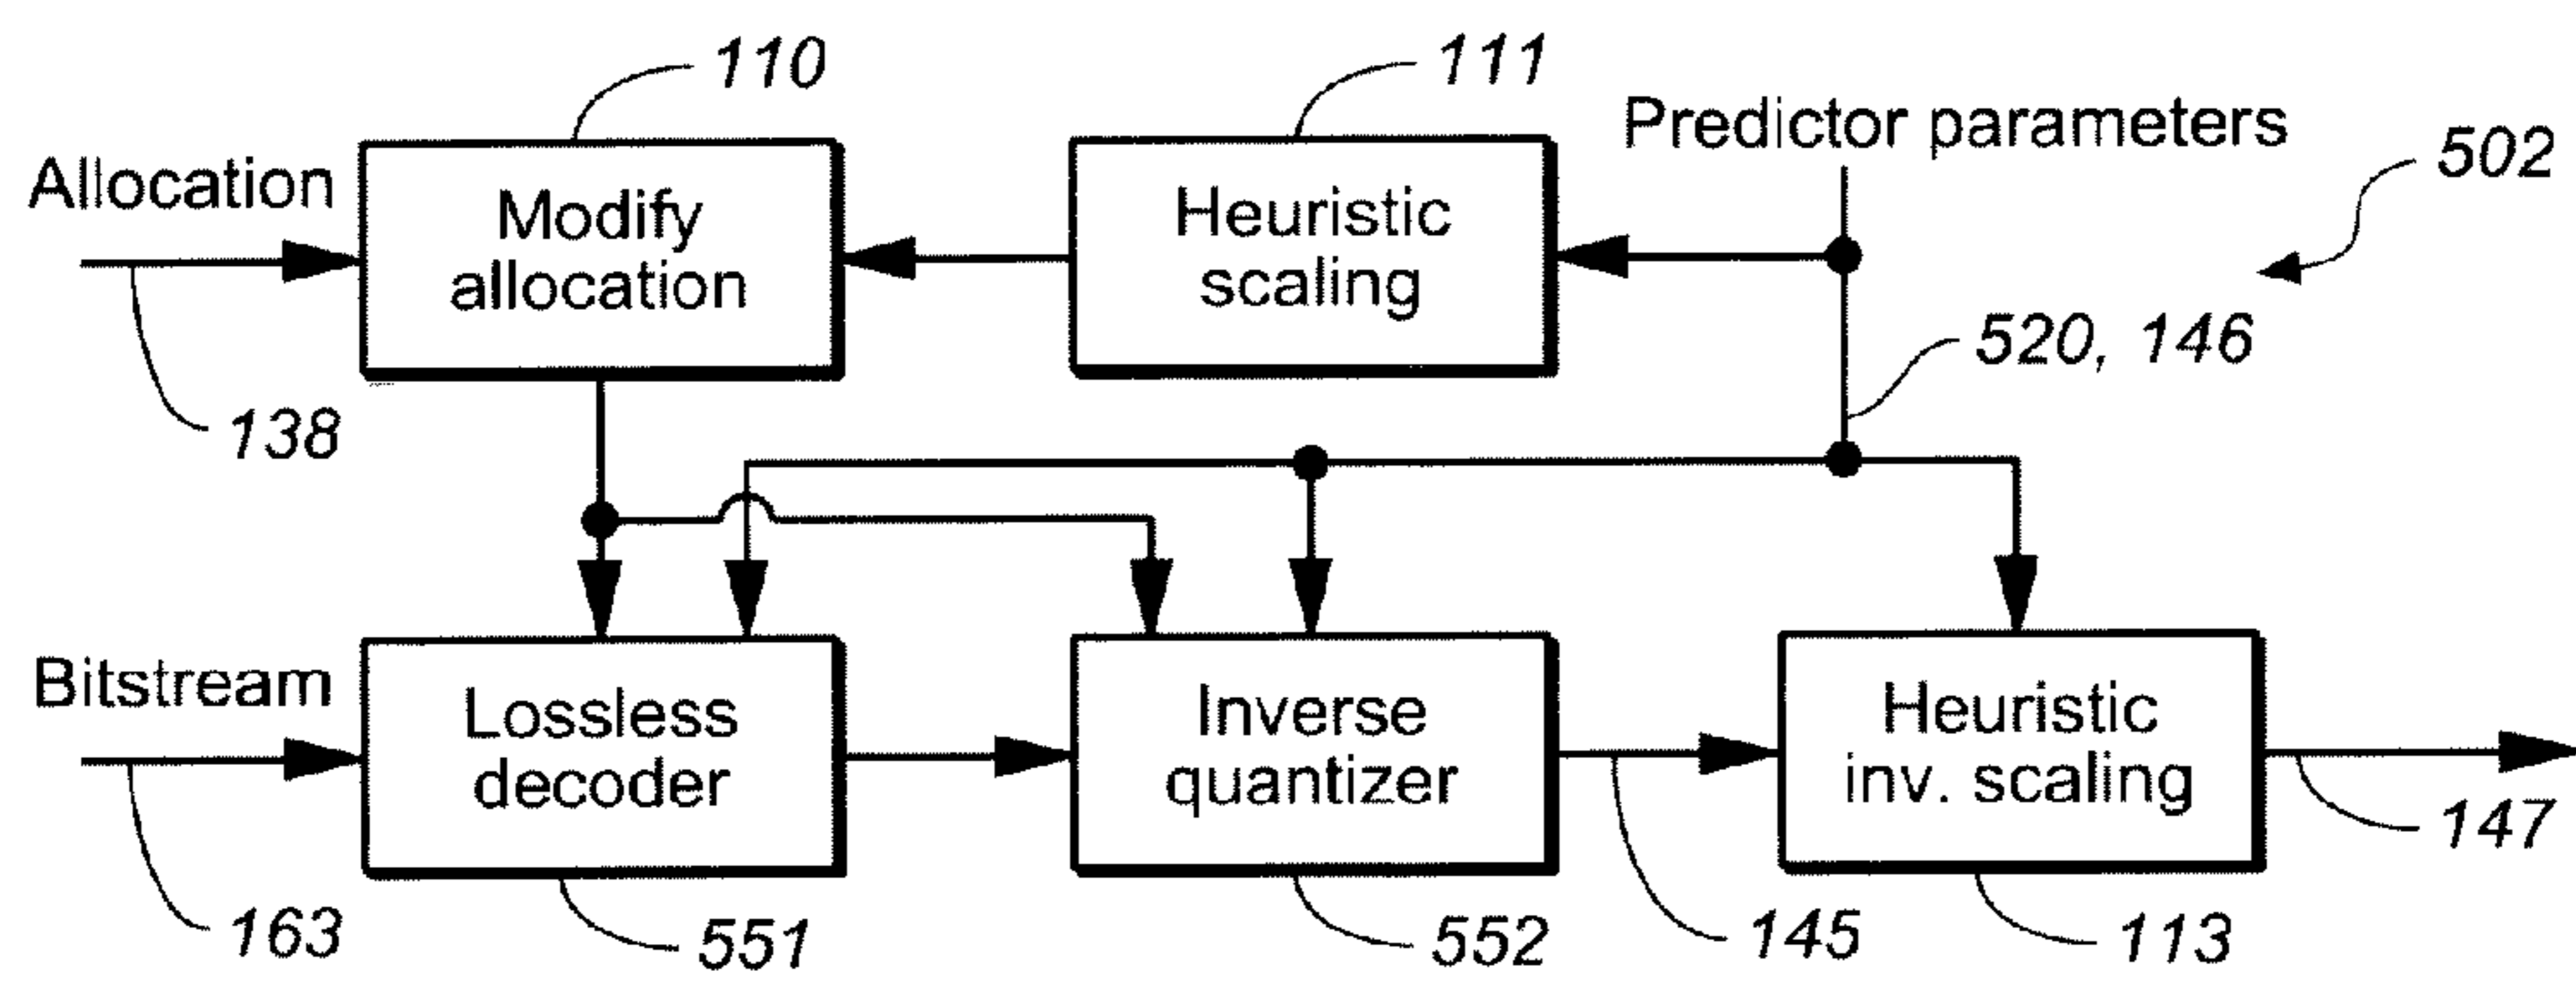 110
111
Predictor parameters
502
Allocation
Modify
allocation
Heuristic
scaling
138
520, 146
Bitstream
Lossless
decoder
Inverse
quantizer
Heuristic
inv. scaling
147
163
551
552
145
113